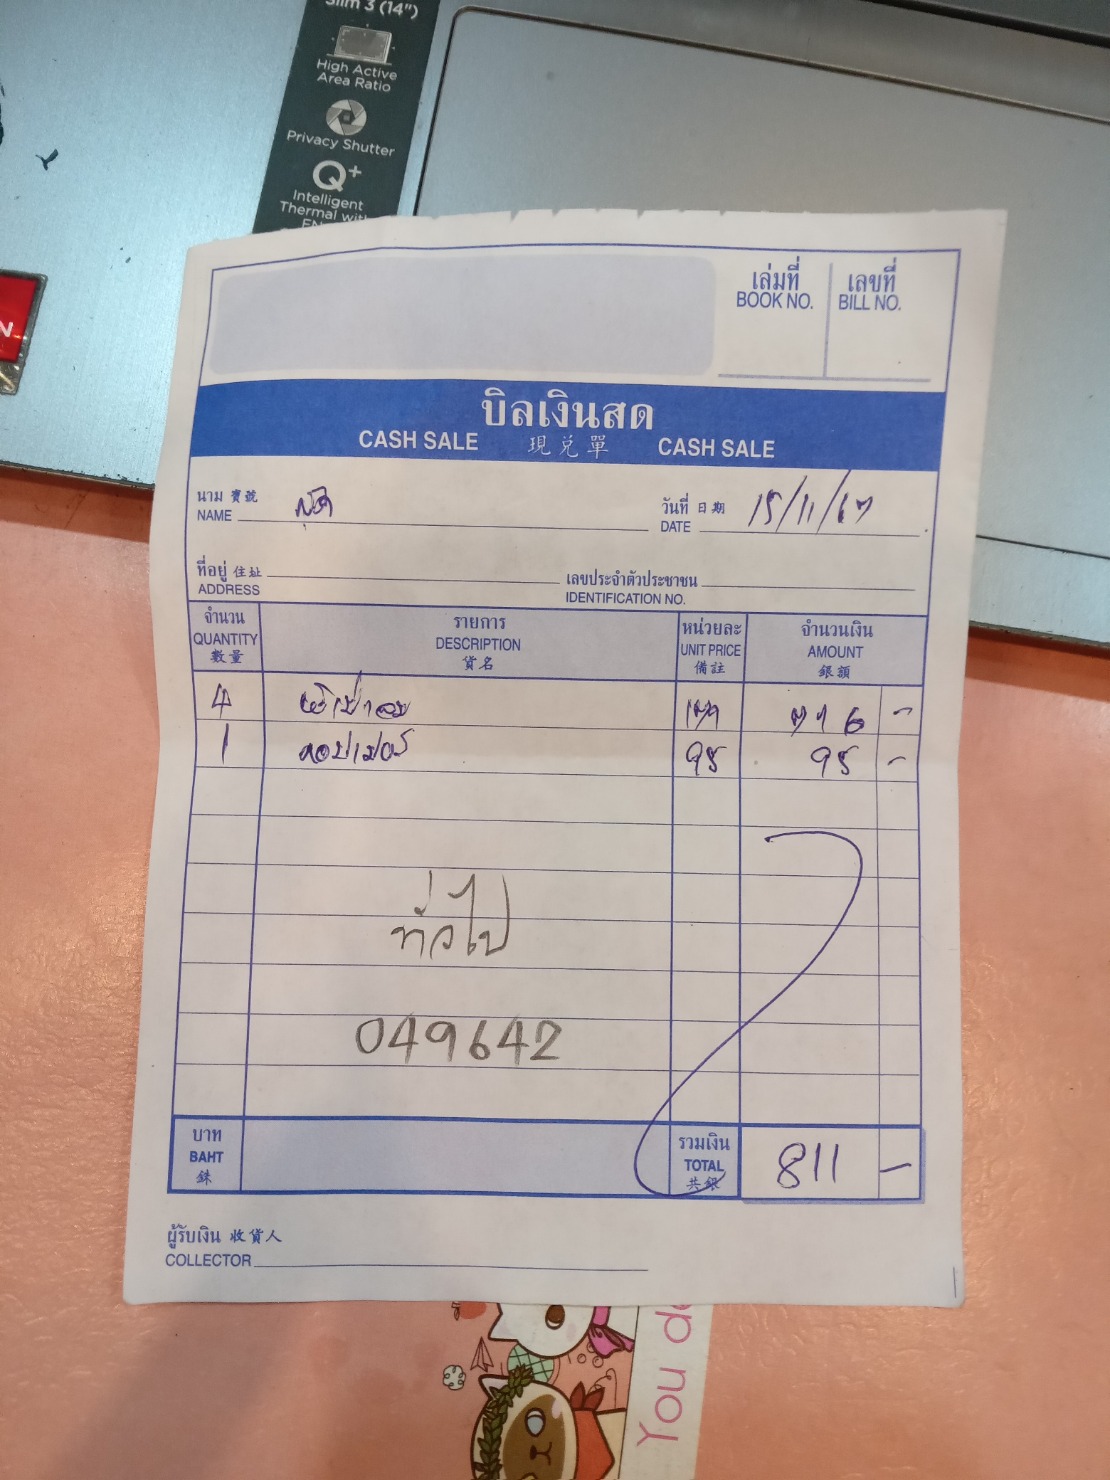 Slim 3 (14")
High Active
Area Ratio
Privacy Shutter
Q+
Intelligent
Thermal with
N
เล่มที่ เลขที่
BOOK NO. BILL NO.
บิลเงินสด
CASH SALE 現兌單 CASH SALE
นาม 寶號
NAME
วันที่ 日期 15/11/67
DATE
ที่อยู่ 住址
ADDRESS
เลขประจำตัวประชาชน
IDENTIFICATION NO.
จำนวน รายการ หน่วยละ จำนวนเงิน
QUANTITY DESCRIPTION UNIT PRICE AMOUNT
數量 貨名 備註 銀額
4 716 -
1 95 95 -
ทั่วไป
049642
บาท รวมเงิน
BAHT TOTAL 811 -
銖 共銀
ผู้รับเงิน 收貨人
COLLECTOR
You do